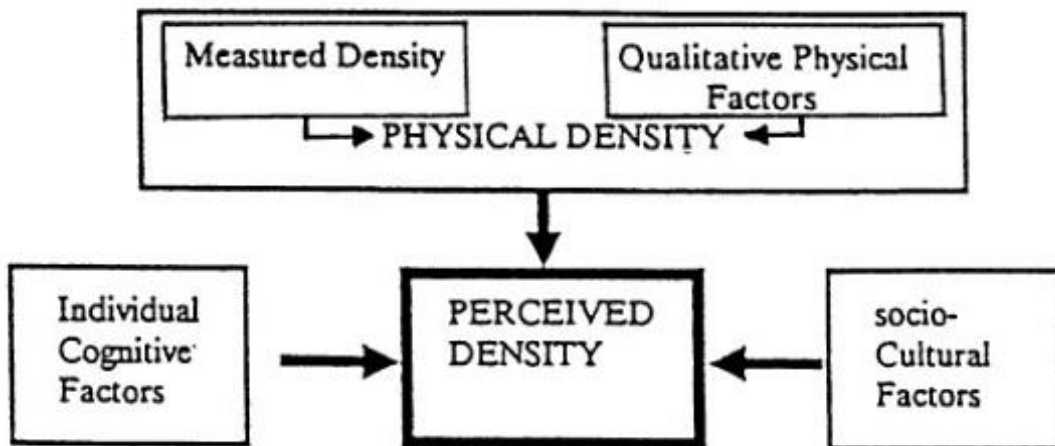 Measured Density
Qualitative Physical
Factors
PHYSICAL DENSITY
Individual
Cognitive
Factors
PERCEIVED
DENSITY
socio-
Cultural
Factors